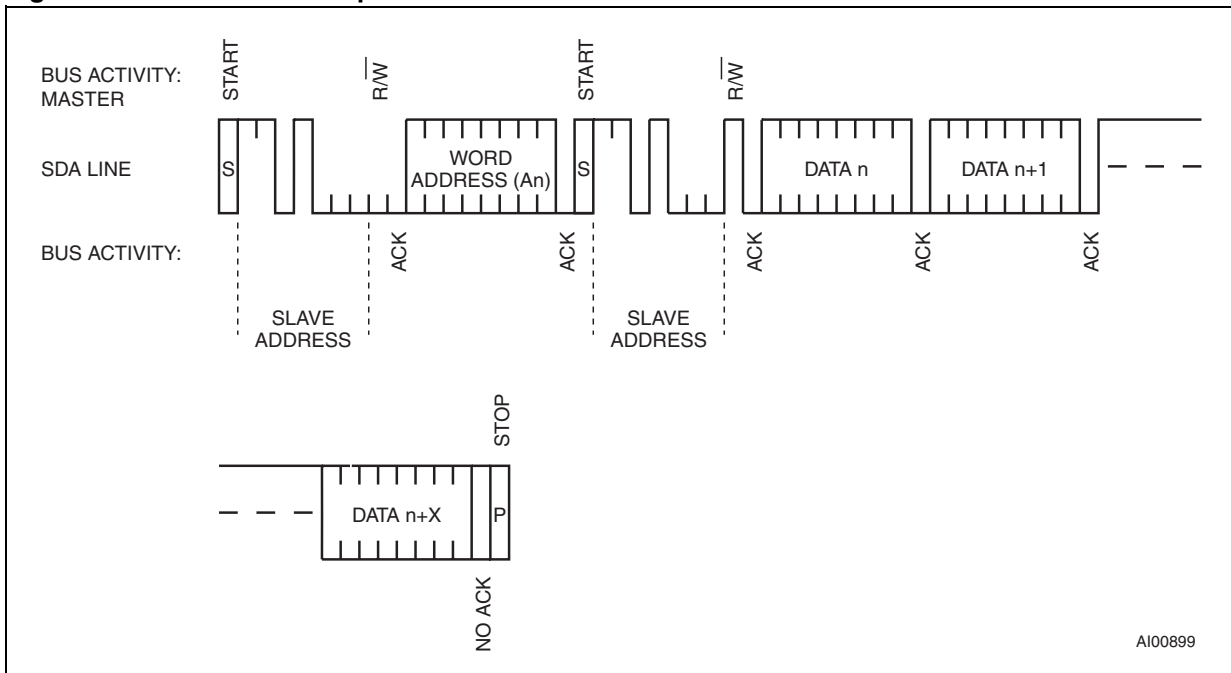 BUS ACTIVITY:
MASTER
START
R/W
START
R/W
SDA LINE
S
WORD
ADDRESS (An)
S
DATA n
DATA n+1
BUS ACTIVITY:
ACK
ACK
ACK
ACK
ACK
SLAVE
ADDRESS
SLAVE
ADDRESS
STOP
DATA n+X
P
NO ACK
AI00899